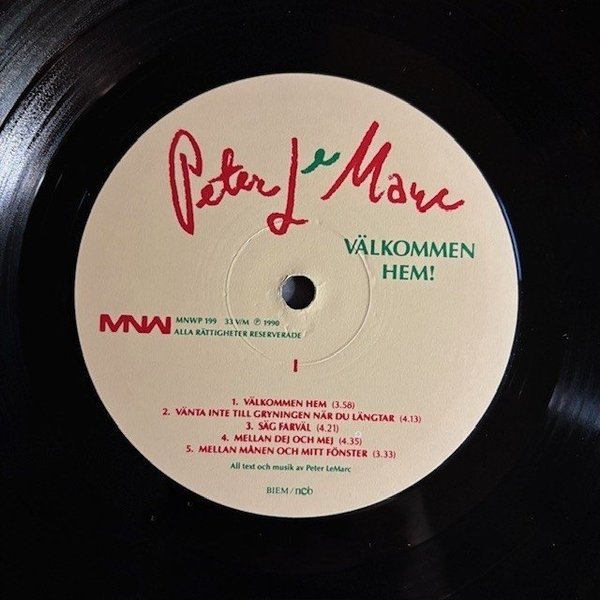 Peter LeMarc
VÄLKOMMEN
HEM!
MNW MNWP 199 33 V/M ℗ 1990
ALLA RÄTTIGHETER RESERVERADE
I
1. VÄLKOMMEN HEM (3.58)
2. VÄNTA INTE TILL GRYNINGEN NÄR DU LÄNGTAR (4.13)
3. SÄG FARVÄL (4.21)
4. MELLAN DEJ OCH MEJ (4.35)
5. MELLAN MÅNEN OCH MITT FÖNSTER (3.33)
All text och musik av Peter LeMarc
BIEM / ncb